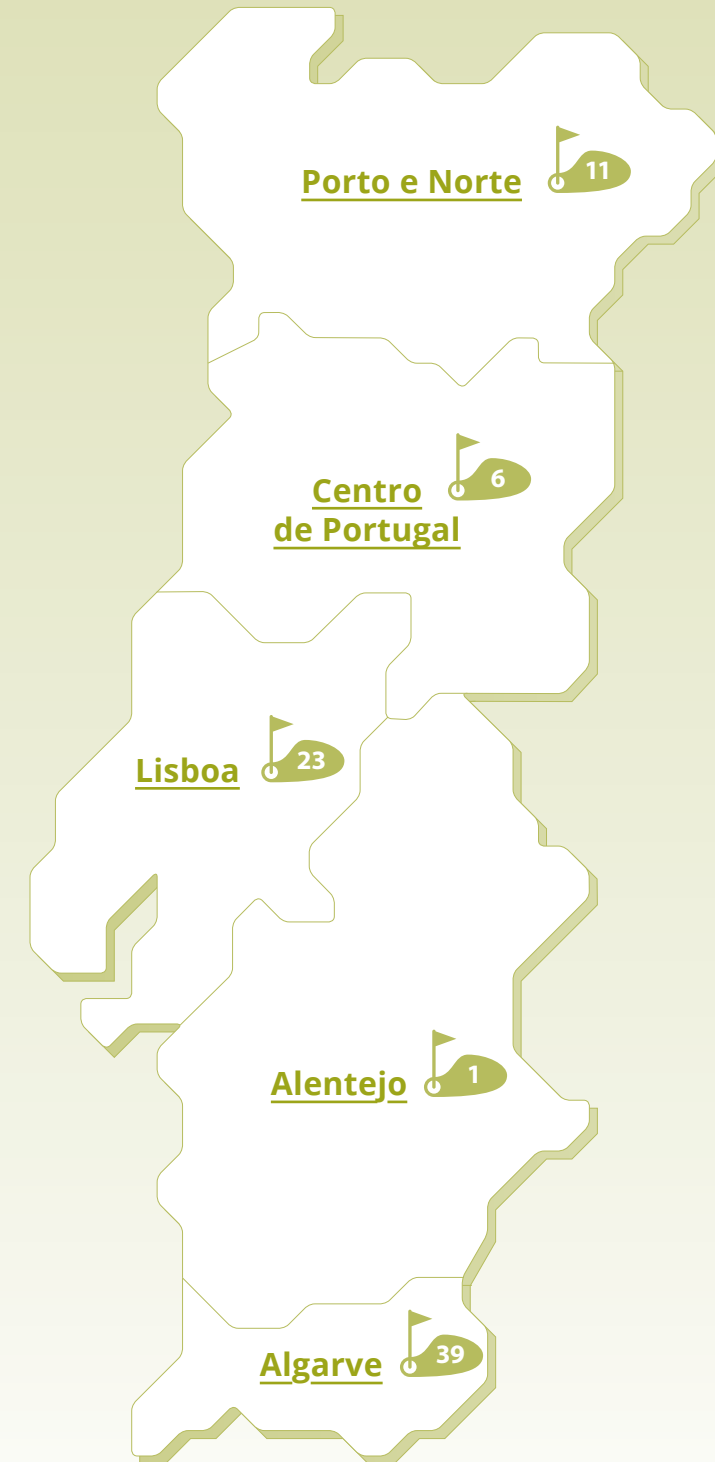 Porto e Norte
11
Centro
de Portugal
6
Lisboa
23
Alentejo
1
Algarve
39